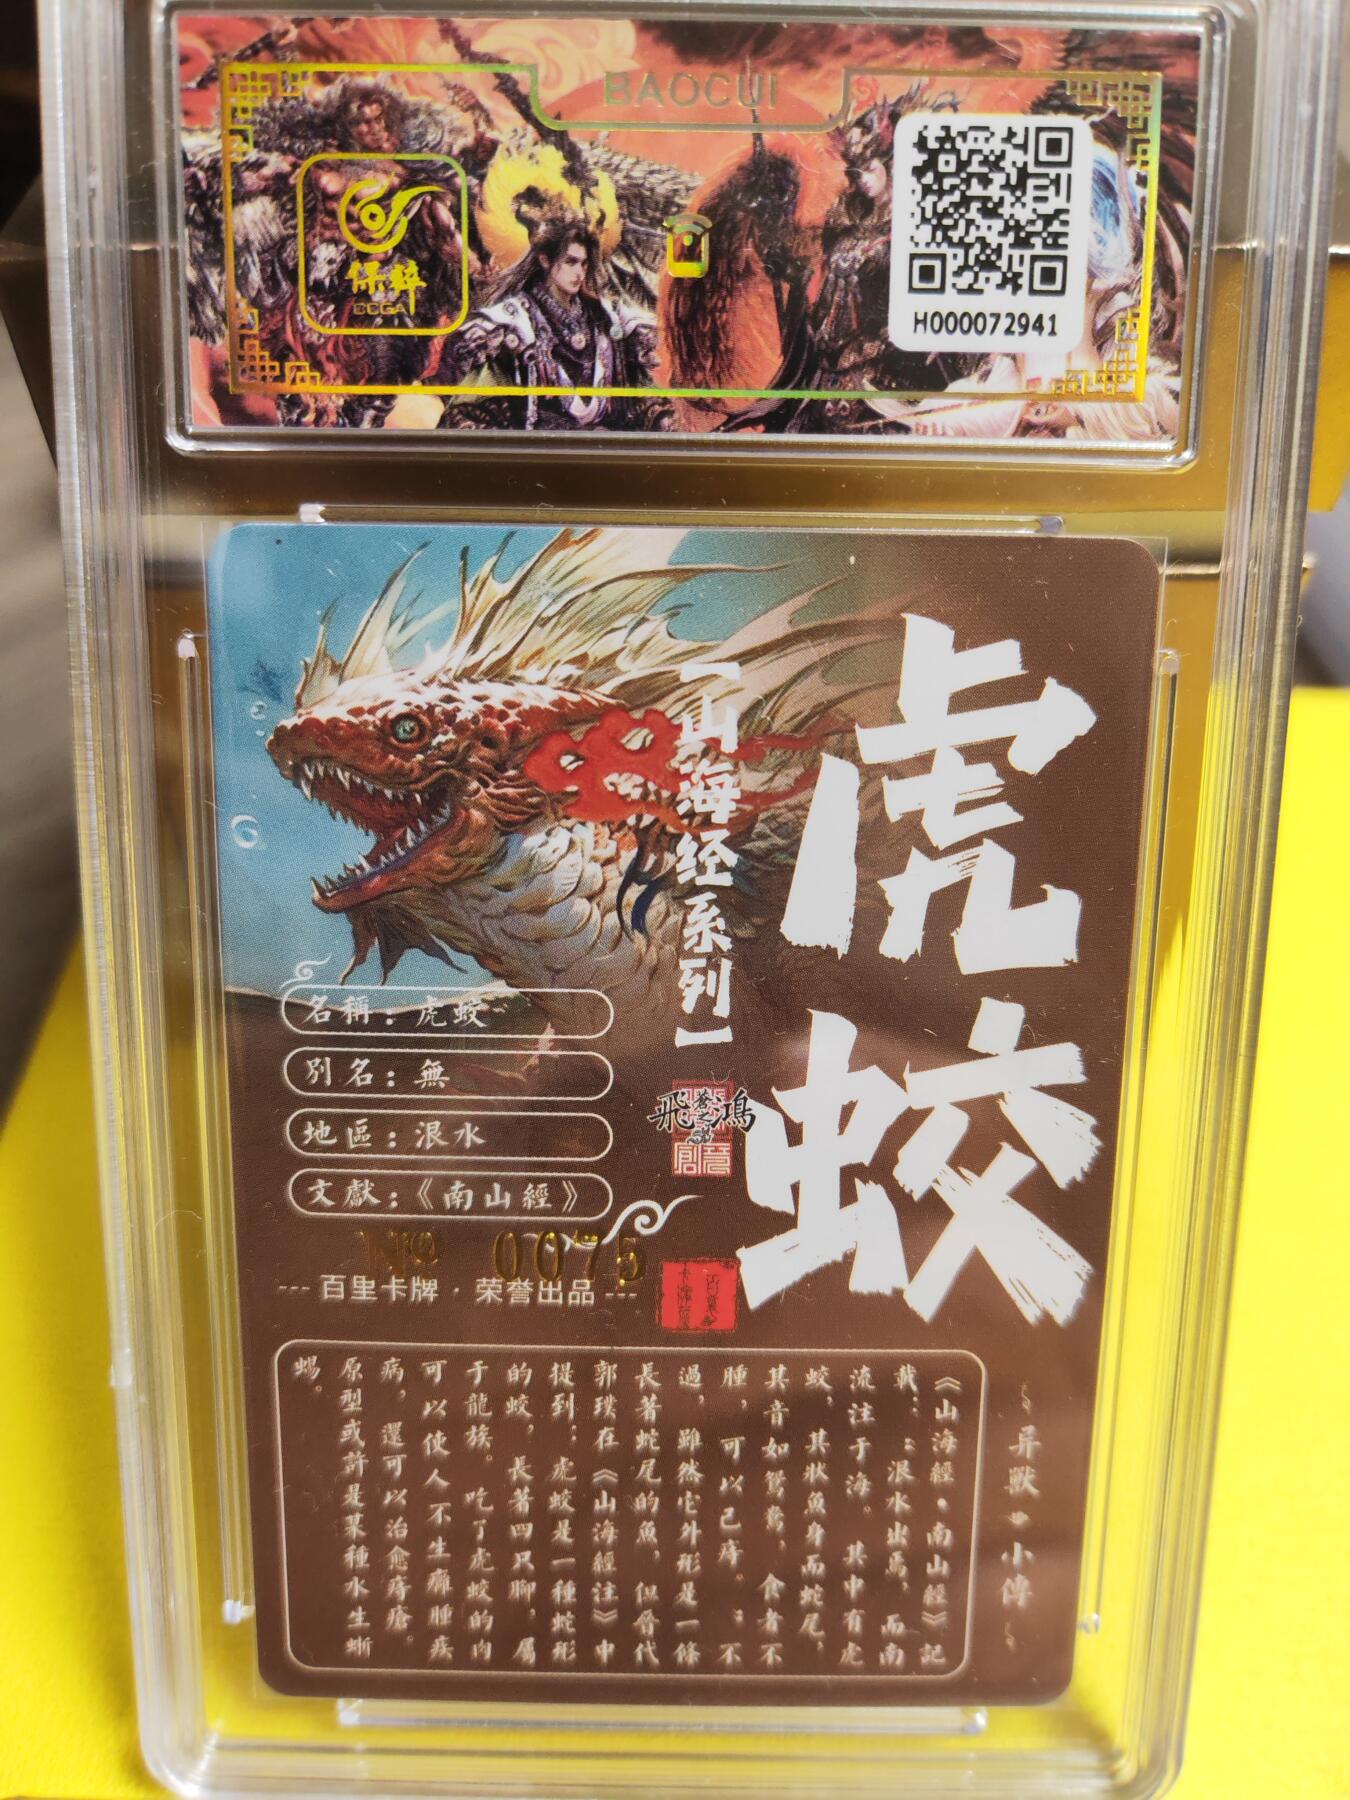 BAOCUI
保粹
H000072941
虎蛟
【山海经系列】
飛鴻
名稱：虎蛟
別名：無
地區：泿水
文獻：《南山經》
№ 0075
--- 百里卡牌 · 荣誉出品 ---
异獸·小傳
《山海經·南山經》記
載：：泿水出焉，而南
流注于海。其中有虎
蛟，其狀魚身而蛇尾，
其音如鴛鴦，食者不
腫，可以已痔。：不
過，雖然它外形是一條
長著蛇尾的魚，但晉代
郭璞在《山海經注》中
提到：虎蛟是一種蛇形
的蛟，長著四只腳，屬
于龍族。吃了虎蛟的肉
可以使人不生癰腫疾
病，還可以治愈痔瘡。
原型或許是某種水生蜥
蜴。